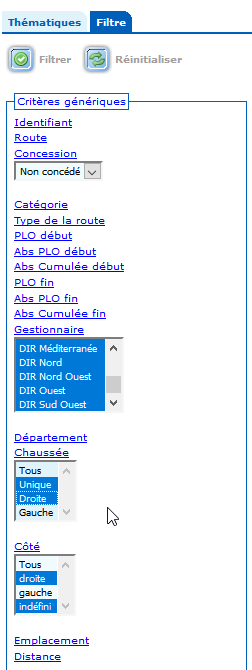 Thématiques Filtre
Filtrer Réinitialiser
Critères génériques
Identifiant
Route
Concession
Non concédé
Catégorie
Type de la route
PLO début
Abs PLO début
Abs Cumulée début
PLO fin
Abs PLO fin
Abs Cumulée fin
Gestionnaire
DIR Méditerranée
DIR Nord
DIR Nord Ouest
DIR Ouest
DIR Sud Ouest
Département
Chaussée
Tous
Unique
Droite
Gauche
Côté
Tous
droite
gauche
indéfini
Emplacement
Distance